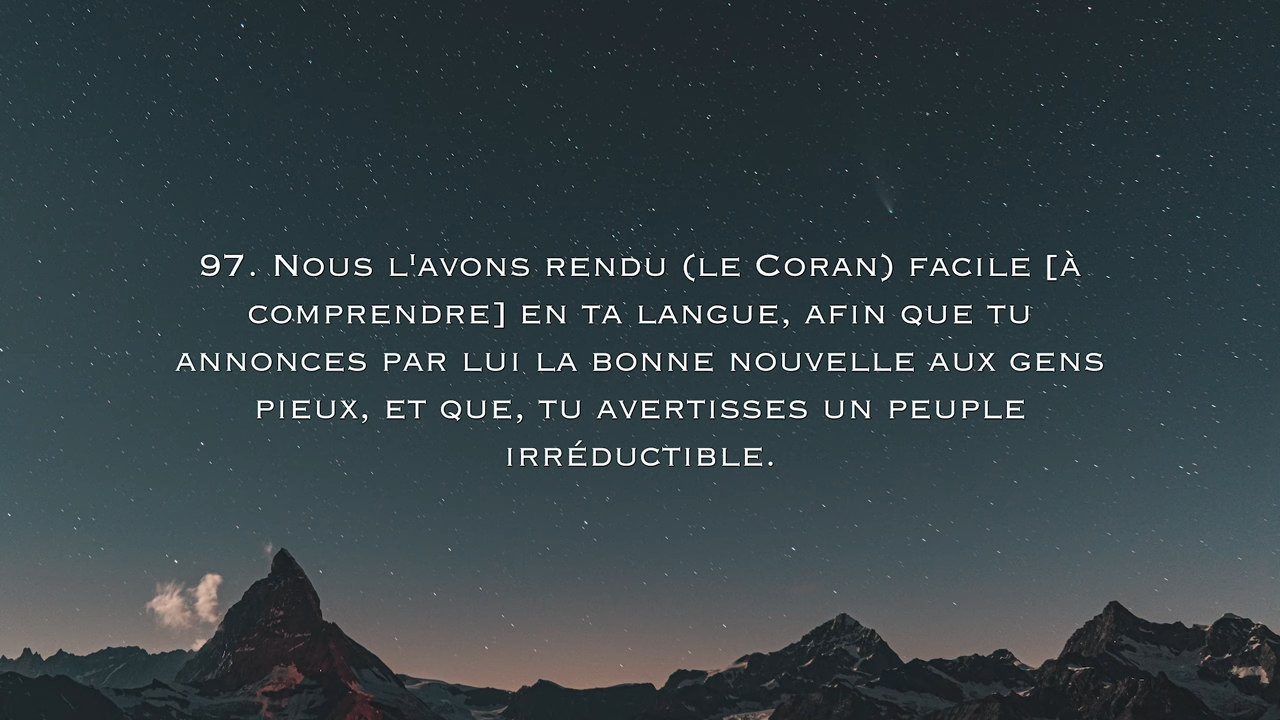 97. Nous l'avons rendu (le Coran) facile [à
comprendre] en ta langue, afin que tu
annonces par lui la bonne nouvelle aux gens
pieux, et que, tu avertisses un peuple
irréductible.